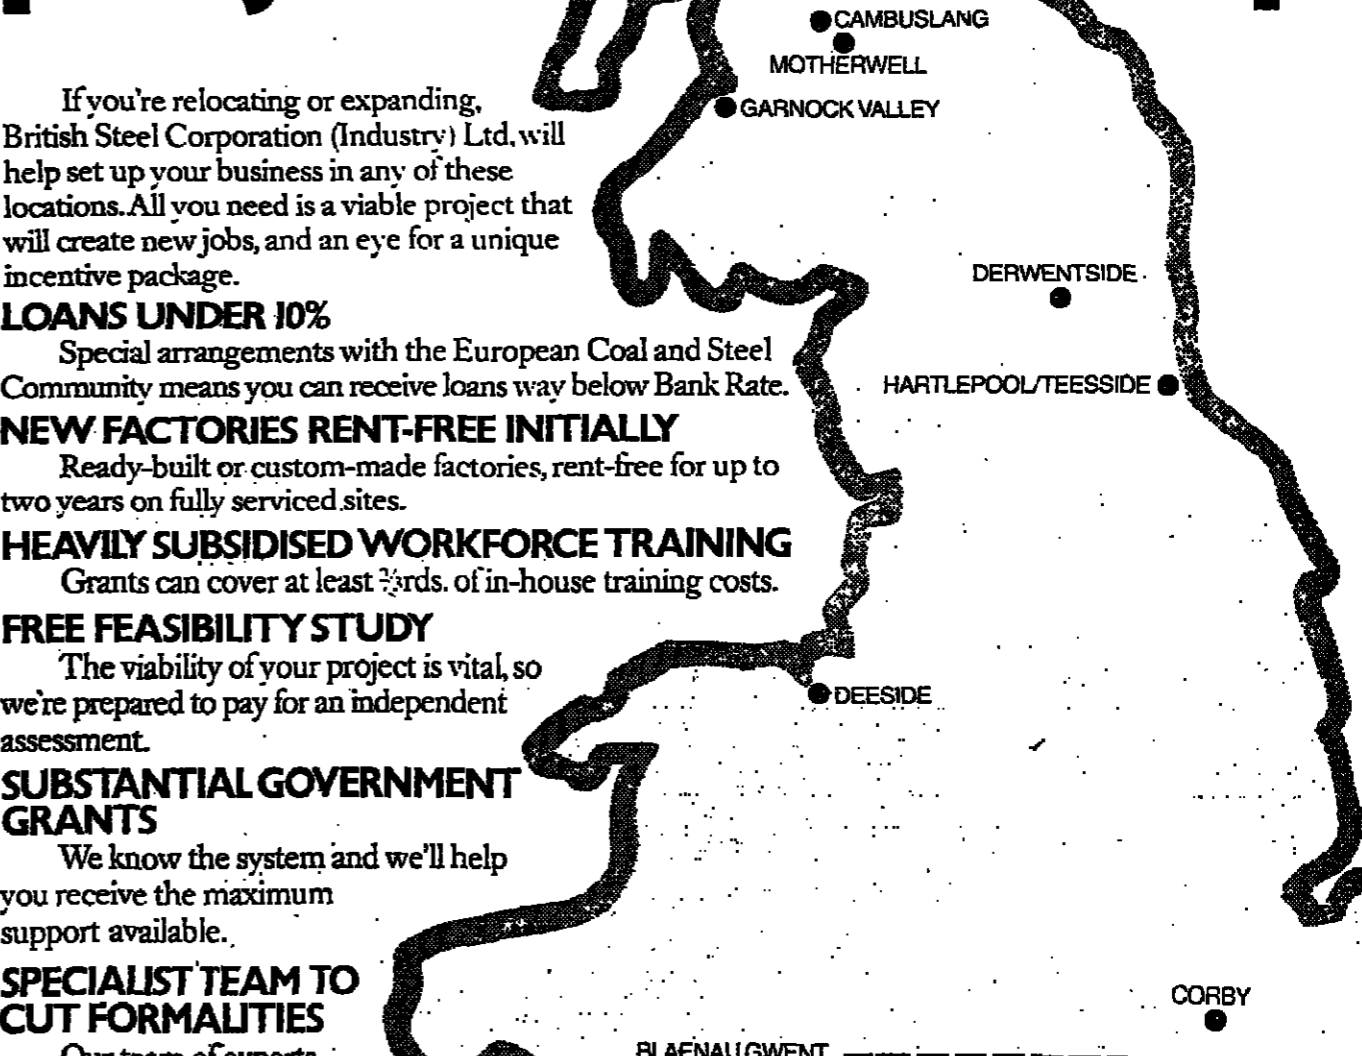 If you're relocating or expanding,
British Steel Corporation (Industry) Ltd. will
help set up your business in any of these
locations. All you need is a viable project that
will create new jobs, and an eye for a unique
incentive package.
LOANS UNDER 10%
Special arrangements with the European Coal and Steel
Community means you can receive loans way below Bank Rate.
NEW FACTORIES RENT-FREE INITIALLY
Ready-built or custom-made factories, rent-free for up to
two years on fully serviced sites.
HEAVILY SUBSIDISED WORKFORCE TRAINING
Grants can cover at least ⅔rds. of in-house training costs.
FREE FEASIBILITY STUDY
The viability of your project is vital, so
we're prepared to pay for an independent
assessment.
SUBSTANTIAL GOVERNMENT
GRANTS
We know the system and we'll help
you receive the maximum
support available.
SPECIALIST TEAM TO
CUT FORMALITIES
Our team of experts
CAMBUSLANG
MOTHERWELL
GARNOCK VALLEY
DERWENTSIDE
HARTLEPOOL/TEESSIDE
DEESIDE
CORBY
BLAENAU GWENT